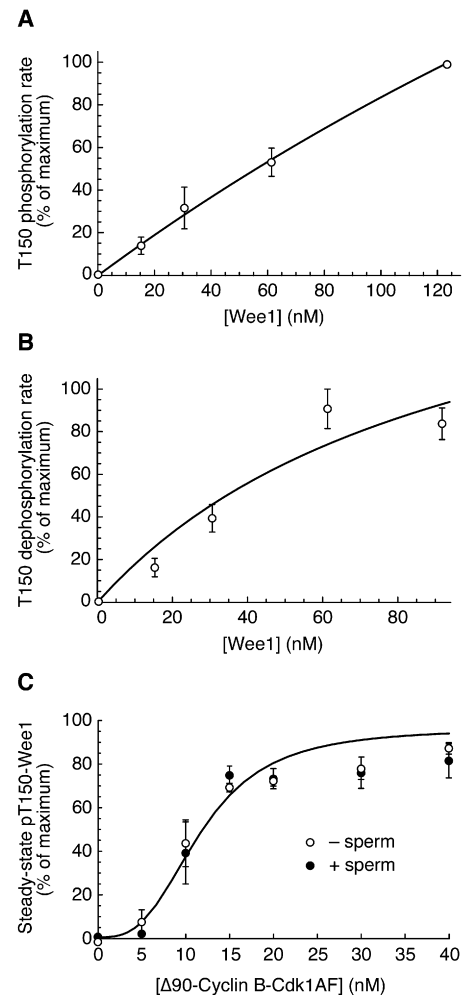 A
T150 phosphorylation rate
(% of maximum)
100
80
60
40
20
0
0 20 40 60 80 100 120
[Wee1] (nM)
B
T150 dephosphorylation rate
(% of maximum)
100
80
60
40
20
0
0 20 40 60 80
[Wee1] (nM)
C
Steady-state pT150-Wee1
(% of maximum)
100
80
60
40
20
0
– sperm
+ sperm
0 5 10 15 20 25 30 35 40
[Δ90-Cyclin B-Cdk1AF] (nM)